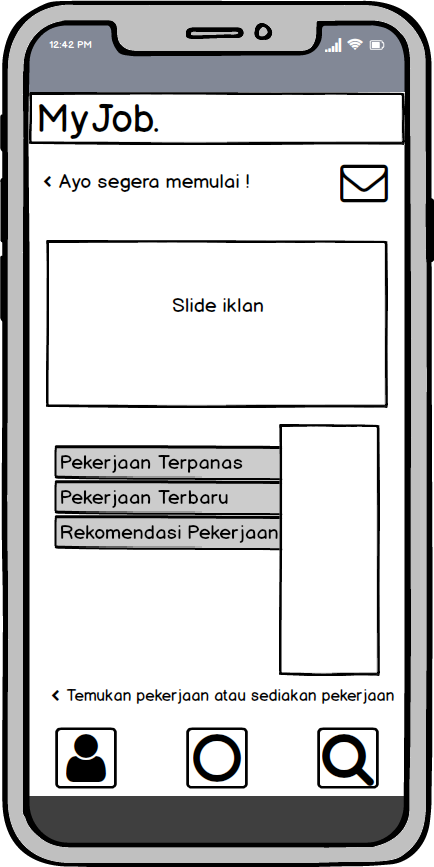 12:42 PM
MyJob.
< Ayo segera memulai !
Slide iklan
Pekerjaan Terpanas
Pekerjaan Terbaru
Rekomendasi Pekerjaan
< Temukan pekerjaan atau sediakan pekerjaan